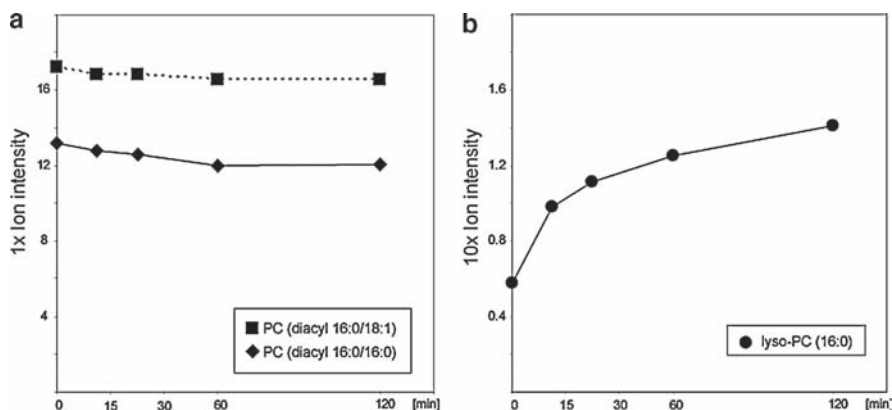 a
1x Ion intensity
16
12
8
4
PC (diacyl 16:0/18:1)
PC (diacyl 16:0/16:0)
0 15 30 60 120 [min]
b
10x Ion intensity
1.6
1.2
0.8
0.4
lyso-PC (16:0)
0 15 30 60 120 [min]